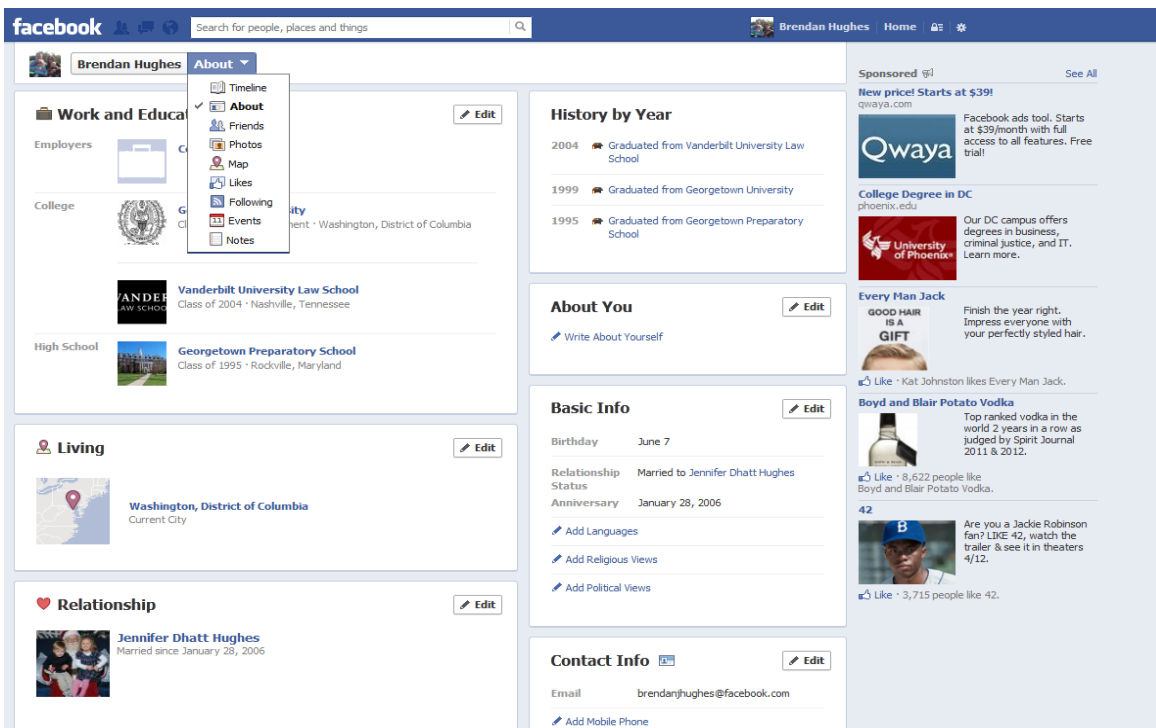 facebook
Search for people, places and things
Brendan Hughes
Home
Brendan Hughes
About
Timeline
About
Friends
Photos
Map
Likes
Following
11 Events
Notes
Work and Educat
Edit
Employers
Co
College
G
ity
Cl
ent · Washington, District of Columbia
VANDER
LAW SCHOO
Vanderbilt University Law School
Class of 2004 · Nashville, Tennessee
High School
Georgetown Preparatory School
Class of 1995 · Rockville, Maryland
Living
Edit
Washington, District of Columbia
Current City
Relationship
Edit
Jennifer Dhatt Hughes
Married since January 28, 2006
History by Year
2004 Graduated from Vanderbilt University Law
School
1999 Graduated from Georgetown University
1995 Graduated from Georgetown Preparatory
School
About You
Edit
Write About Yourself
Basic Info
Edit
Birthday June 7
Relationship Married to Jennifer Dhatt Hughes
Status
Anniversary January 28, 2006
Add Languages
Add Religious Views
Add Political Views
Contact Info
Edit
Email brendanjhughes@facebook.com
Add Mobile Phone
Sponsored
See All
New price! Starts at $39!
qwaya.com
Qwaya
Facebook ads tool. Starts
at $39/month with full
access to all features. Free
trial!
College Degree in DC
phoenix.edu
University
of Phoenix
Our DC campus offers
degrees in business,
criminal justice, and IT.
Learn more.
Every Man Jack
GOOD HAIR
IS A
GIFT
Finish the year right.
Impress everyone with
your perfectly styled hair.
Like · Kat Johnston likes Every Man Jack.
Boyd and Blair Potato Vodka
Top ranked vodka in the
world 2 years in a row as
judged by Spirit Journal
2011 & 2012.
Like · 8,622 people like
Boyd and Blair Potato Vodka.
42
B
Are you a Jackie Robinson
fan? LIKE 42, watch the
trailer & see it in theaters
4/12.
Like · 3,715 people like 42.